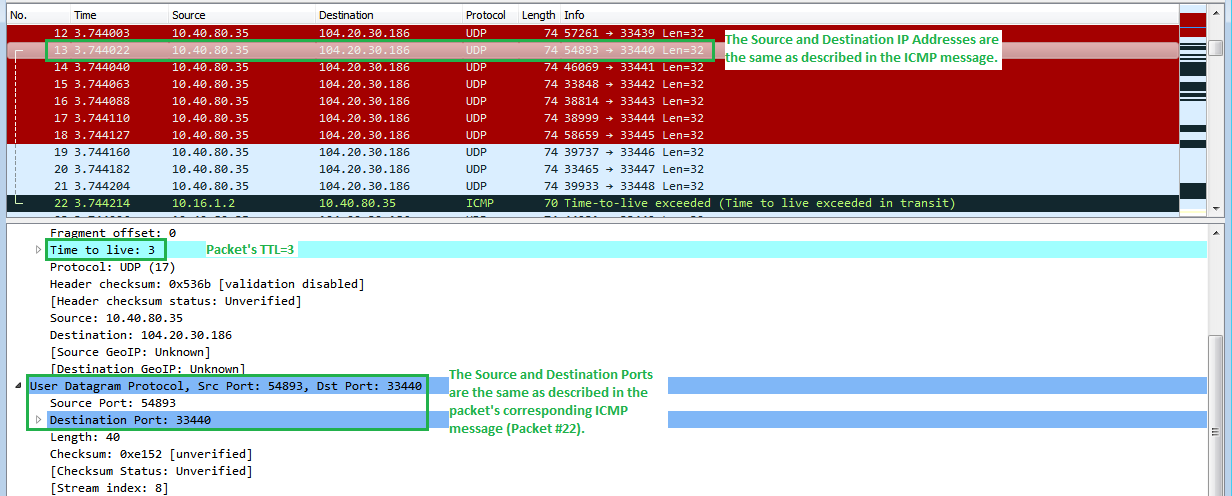 No. Time Source Destination Protocol Length Info
12 3.744003 10.40.80.35 104.20.30.186 UDP 74 57261 → 33439 Len=32
13 3.744022 10.40.80.35 104.20.30.186 UDP 74 54893 → 33440 Len=32
The Source and Destination IP Addresses are
the same as described in the ICMP message.
14 3.744040 10.40.80.35 104.20.30.186 UDP 74 46069 → 33441 Len=32
15 3.744063 10.40.80.35 104.20.30.186 UDP 74 33848 → 33442 Len=32
16 3.744088 10.40.80.35 104.20.30.186 UDP 74 38814 → 33443 Len=32
17 3.744110 10.40.80.35 104.20.30.186 UDP 74 38999 → 33444 Len=32
18 3.744127 10.40.80.35 104.20.30.186 UDP 74 58659 → 33445 Len=32
19 3.744160 10.40.80.35 104.20.30.186 UDP 74 39737 → 33446 Len=32
20 3.744182 10.40.80.35 104.20.30.186 UDP 74 33465 → 33447 Len=32
21 3.744204 10.40.80.35 104.20.30.186 UDP 74 39933 → 33448 Len=32
22 3.744214 10.16.1.2 10.40.80.35 ICMP 70 Time-to-live exceeded (Time to live exceeded in transit)
Fragment offset: 0
Time to live: 3 Packet's TTL=3
Protocol: UDP (17)
Header checksum: 0x536b [validation disabled]
[Header checksum status: Unverified]
Source: 10.40.80.35
Destination: 104.20.30.186
[Source GeoIP: Unknown]
[Destination GeoIP: Unknown]
User Datagram Protocol, Src Port: 54893, Dst Port: 33440
Source Port: 54893
Destination Port: 33440
The Source and Destination Ports
are the same as described in the
packet's corresponding ICMP
message (Packet #22).
Length: 40
Checksum: 0xe152 [unverified]
[Checksum Status: Unverified]
[Stream index: 8]